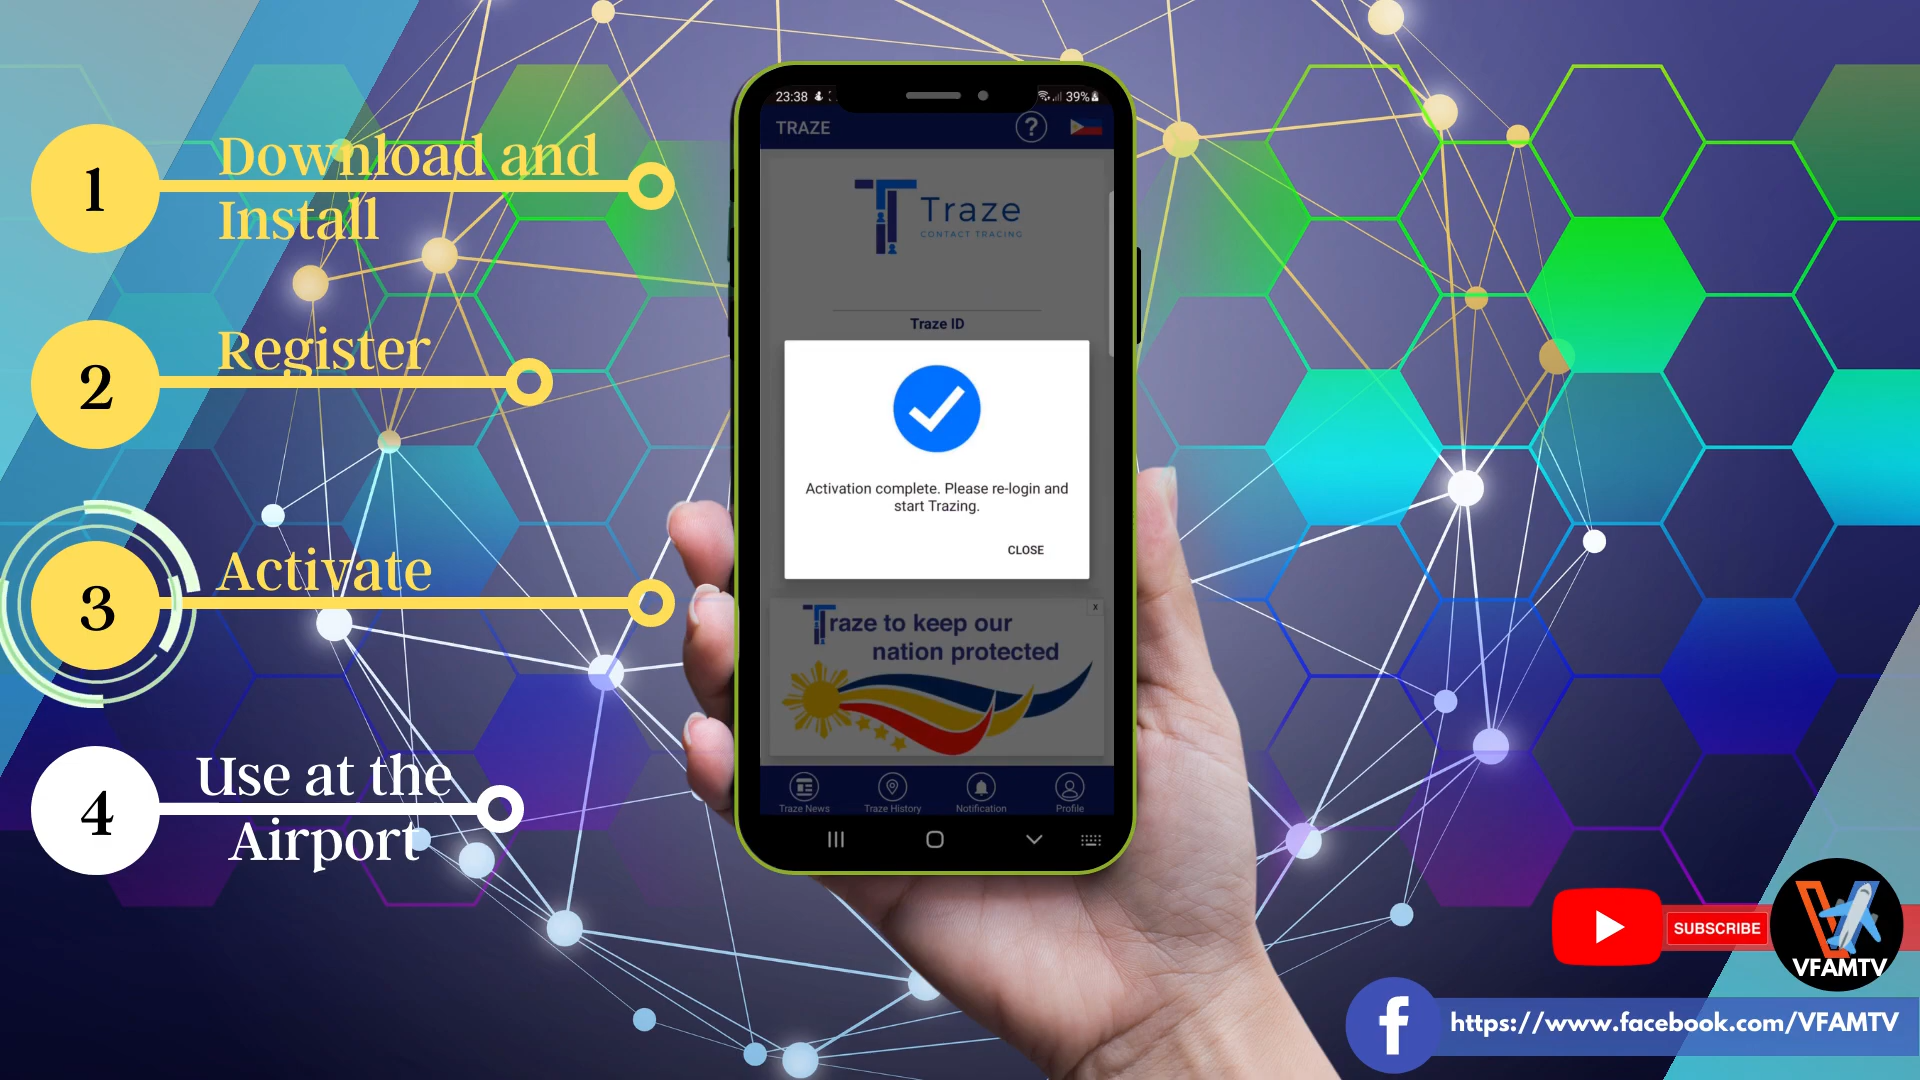 1
Download and
Install
2
Register
3
Activate
4
Use at the
Airport
23:38
39%
TRAZE
?
Traze
CONTACT TRACING
Traze ID
Activation complete. Please re-login and
start Trazing.
CLOSE
x
Traze to keep our
nation protected
Traze News
Traze History
Notification
Profile
SUBSCRIBE
VFAMTV
f
https://www.facebook.com/VFAMTV